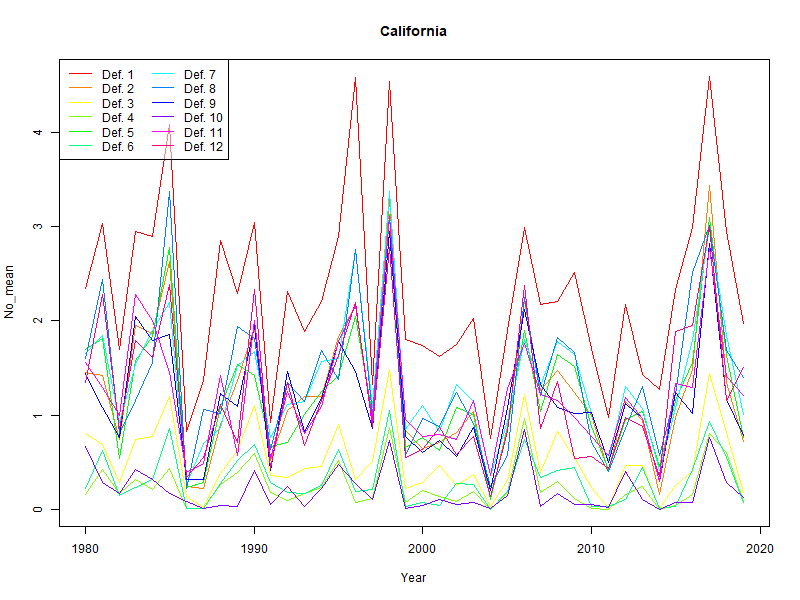 California
Def. 1 Def. 7
Def. 2 Def. 8
Def. 3 Def. 9
Def. 4 Def. 10
Def. 5 Def. 11
Def. 6 Def. 12
No_mean
4
3
2
1
0
1980 1990 2000 2010 2020
Year